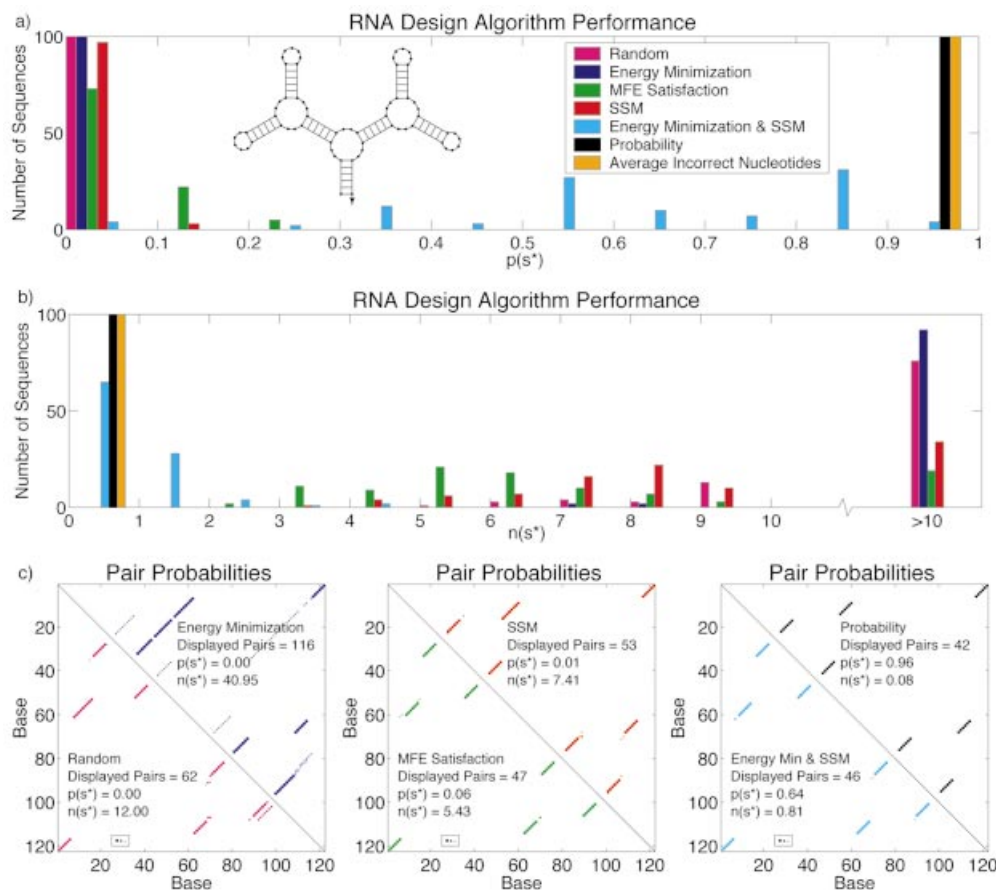 a)
RNA Design Algorithm Performance
Number of Sequences
100
50
0
Random
Energy Minimization
MFE Satisfaction
SSM
Energy Minimization & SSM
Probability
Average Incorrect Nucleotides
0 0.1 0.2 0.3 0.4 0.5 0.6 0.7 0.8 0.9 1
p(s*)
b)
RNA Design Algorithm Performance
Number of Sequences
100
50
0
0 1 2 3 4 5 6 7 8 9 10 >10
n(s*)
c)
Pair Probabilities
Energy Minimization
Displayed Pairs = 116
p(s*) = 0.00
n(s*) = 40.95
Random
Displayed Pairs = 62
p(s*) = 0.00
n(s*) = 12.00
20
40
60
80
100
120
20 40 60 80 100 120
Base
Pair Probabilities
SSM
Displayed Pairs = 53
p(s*) = 0.01
n(s*) = 7.41
MFE Satisfaction
Displayed Pairs = 47
p(s*) = 0.06
n(s*) = 5.43
Base
20
40
60
80
100
120
20 40 60 80 100 120
Base
Pair Probabilities
Probability
Displayed Pairs = 42
p(s*) = 0.96
n(s*) = 0.08
Energy Min & SSM
Displayed Pairs = 46
p(s*) = 0.64
n(s*) = 0.81
Base
20
40
60
80
100
120
20 40 60 80 100 120
Base